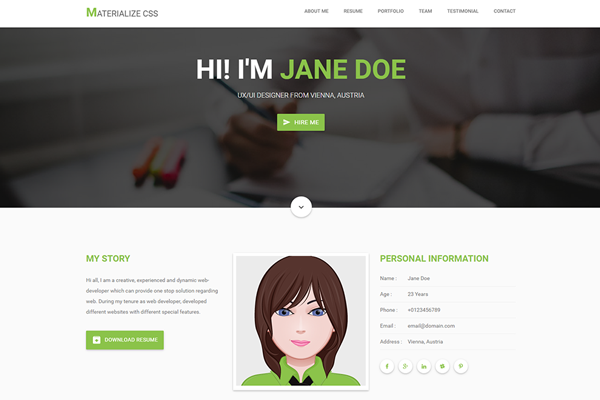 MATERIALIZE CSS
ABOUT ME RESUME PORTFOLIO TEAM TESTIMONIAL CONTACT
HI! I'M JANE DOE
UX/UI DESIGNER FROM VIENNA, AUSTRIA
HIRE ME
MY STORY
Hi all, I am a creative, experienced and dynamic web-
developer which can provide one stop solution regarding
web. During my tenure as web developer, developed
different websites with different special features.
DOWNLOAD RESUME
PERSONAL INFORMATION
Name : Jane Doe
Age : 23 Years
Phone : +0123456789
Email : email@domain.com
Address : Vienna, Austria